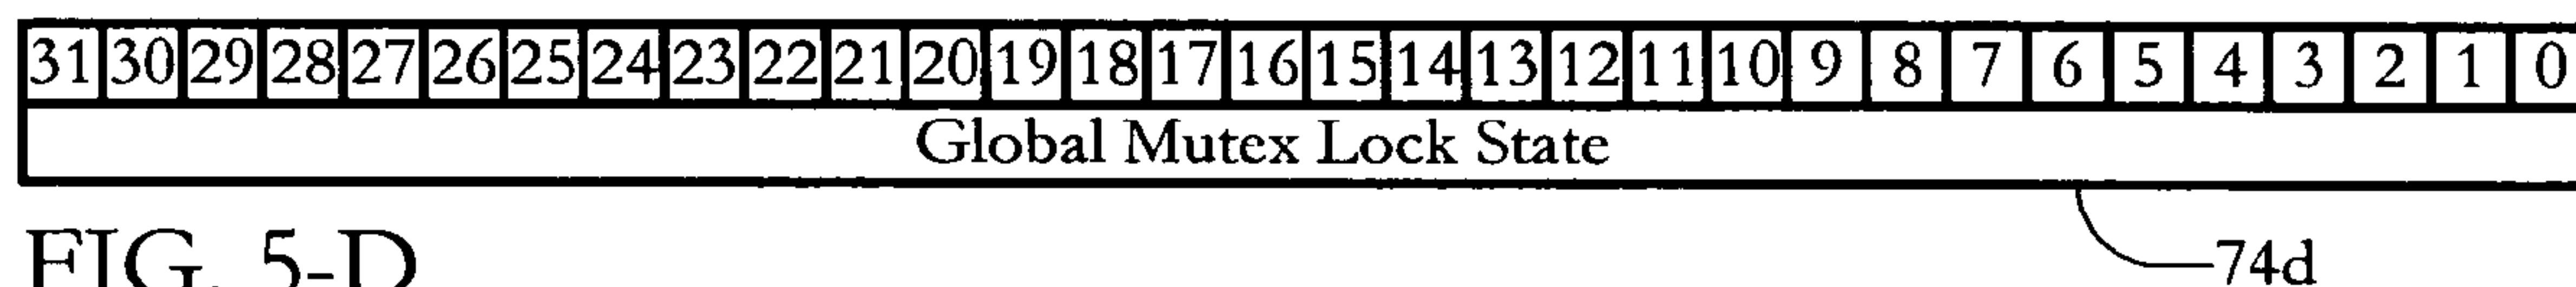 31 30 29 28 27 26 25 24 23 22 21 20 19 18 17 16 15 14 13 12 11 10 9 8 7 6 5 4 3 2 1 0
Global Mutex Lock State
FIG. 5-D
74d